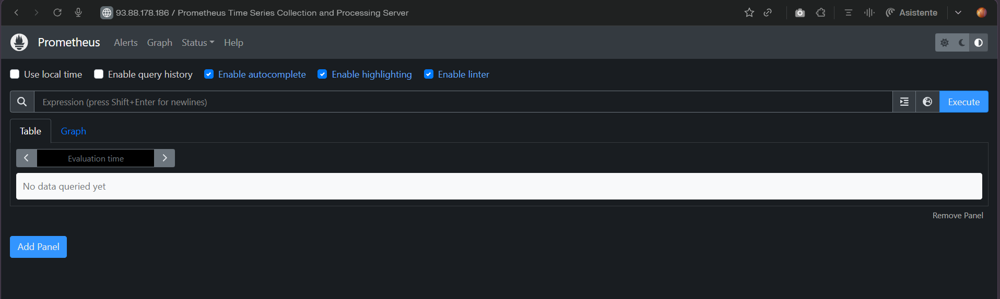 93.88.178.186 / Prometheus Time Series Collection and Processing Server
Asistente
Prometheus Alerts Graph Status Help
Use local time Enable query history Enable autocomplete Enable highlighting Enable linter
Expression (press Shift+Enter for newlines) Execute
Table Graph
Evaluation time
No data queried yet
Remove Panel
Add Panel